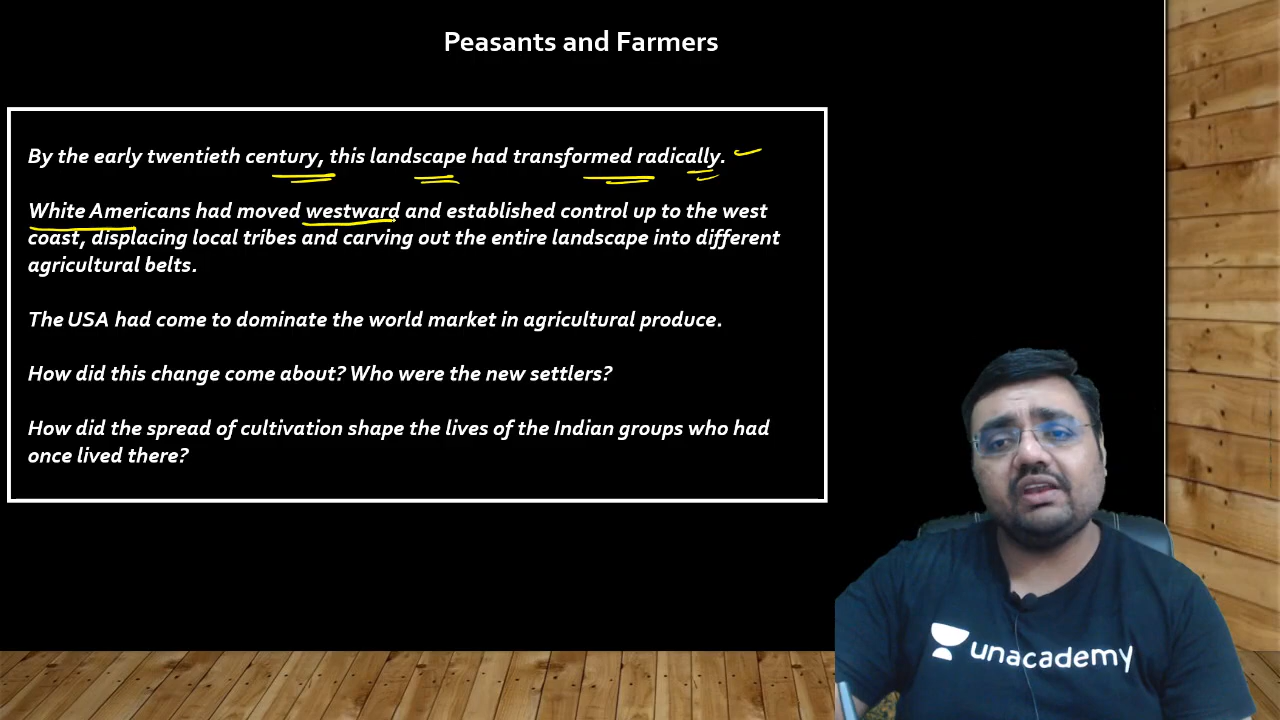 Peasants and Farmers
By the early twentieth century, this landscape had transformed radically.
White Americans had moved westward and established control up to the west
coast, displacing local tribes and carving out the entire landscape into different
agricultural belts.
The USA had come to dominate the world market in agricultural produce.
How did this change come about? Who were the new settlers?
How did the spread of cultivation shape the lives of the Indian groups who had
once lived there?
unacademy